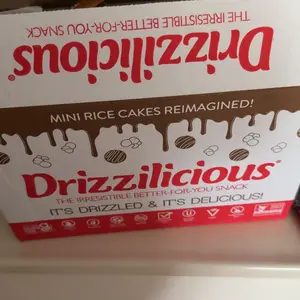 Drizzilicious®
THE IRRESISTIBLE BETTER-FOR-YOU SNACK
MINI RICE CAKES REIMAGINED!
Drizzilicious®
THE IRRESISTIBLE BETTER-FOR-YOU SNACK
IT'S DRIZZLED & IT'S DELICIOUS!